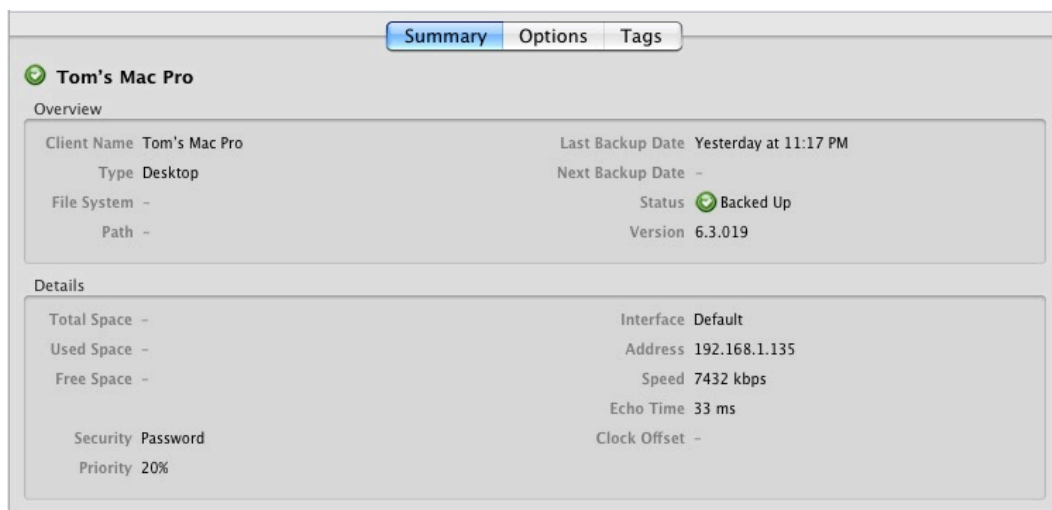 Summary Options Tags
Tom's Mac Pro
Overview
Client Name Tom's Mac Pro Last Backup Date Yesterday at 11:17 PM
Type Desktop Next Backup Date –
File System – Status Backed Up
Path – Version 6.3.019
Details
Total Space – Interface Default
Used Space – Address 192.168.1.135
Free Space – Speed 7432 kbps
Echo Time 33 ms
Security Password Clock Offset –
Priority 20%